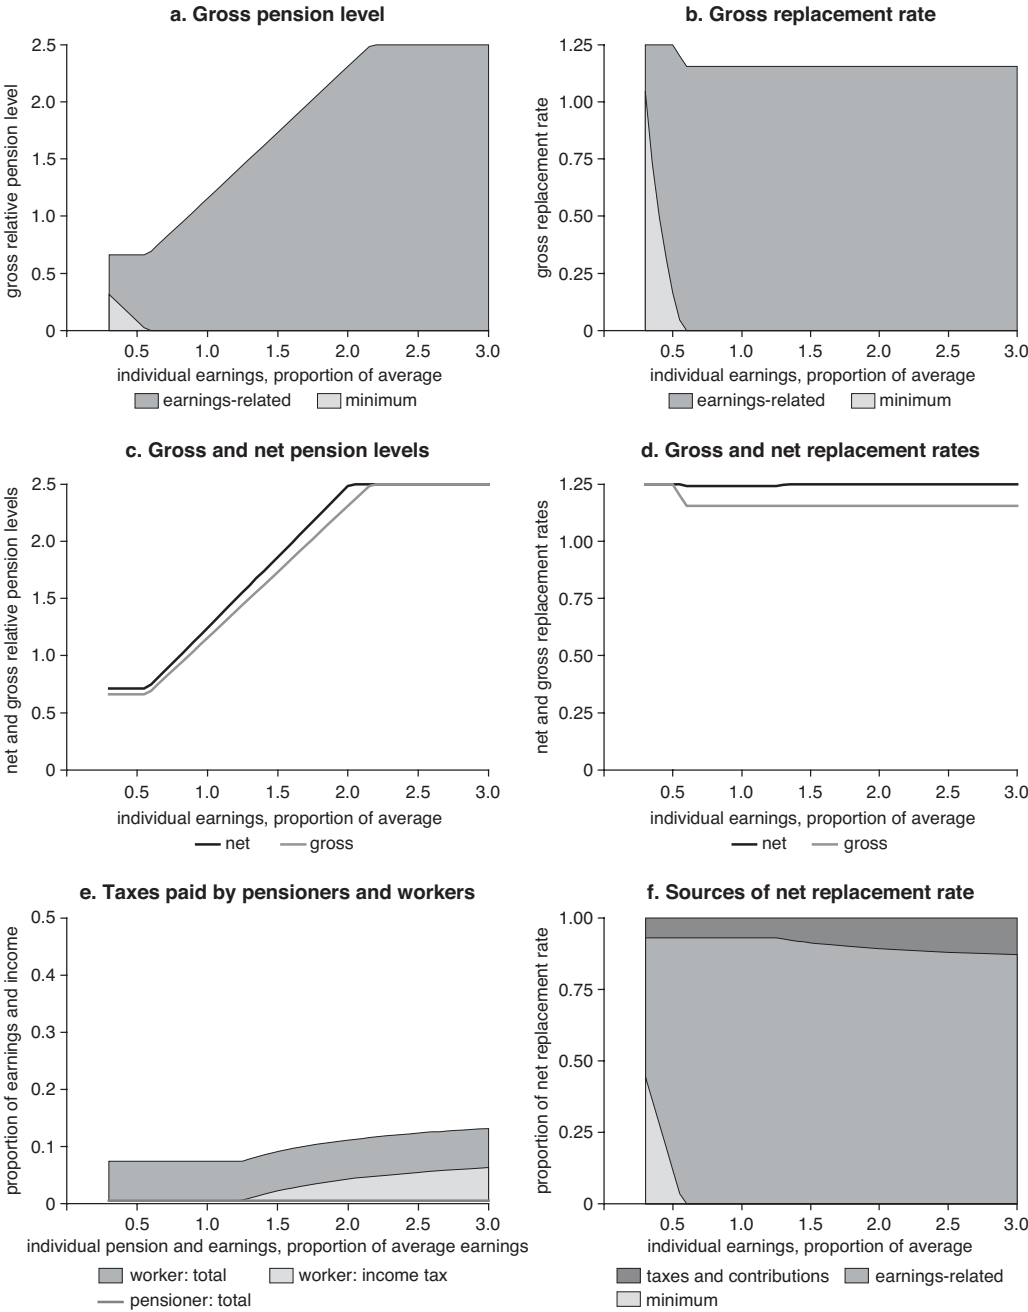 a. Gross pension level
gross relative pension level
2.5
2.0
1.5
1.0
0.5
0
0.5 1.0 1.5 2.0 2.5 3.0
individual earnings, proportion of average
earnings-related minimum
b. Gross replacement rate
gross replacement rate
1.25
1.00
0.75
0.50
0.25
0
0.5 1.0 1.5 2.0 2.5 3.0
individual earnings, proportion of average
earnings-related minimum
c. Gross and net pension levels
net and gross relative pension levels
2.5
2.0
1.5
1.0
0.5
0
0.5 1.0 1.5 2.0 2.5 3.0
individual earnings, proportion of average
net gross
d. Gross and net replacement rates
net and gross replacement rates
1.25
1.00
0.75
0.50
0.25
0
0.5 1.0 1.5 2.0 2.5 3.0
individual earnings, proportion of average
net gross
e. Taxes paid by pensioners and workers
proportion of earnings and income
0.5
0.4
0.3
0.2
0.1
0
0.5 1.0 1.5 2.0 2.5 3.0
individual pension and earnings, proportion of average earnings
worker: total worker: income tax
pensioner: total
f. Sources of net replacement rate
proportion of net replacement rate
1.00
0.75
0.50
0.25
0
0.5 1.0 1.5 2.0 2.5 3.0
individual earnings, proportion of average
taxes and contributions earnings-related
minimum